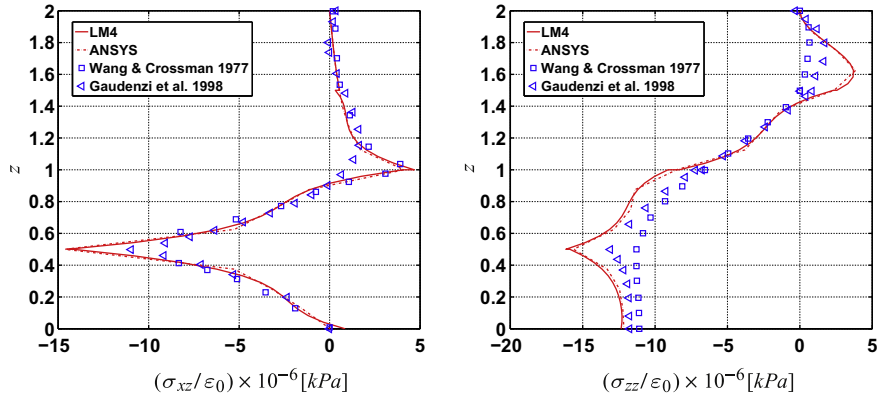 2
1.8
1.6
1.4
1.2
1
0.8
0.6
0.4
0.2
0
z
LM4
ANSYS
Wang & Crossman 1977
Gaudenzi et al. 1998
−15
−10
−5
0
5
(σxz/ε0) × 10−6 [kPa]
2
1.8
1.6
1.4
1.2
1
0.8
0.6
0.4
0.2
0
z
LM4
ANSYS
Wang & Crossman 1977
Gaudenzi et al. 1998
−20
−15
−10
−5
0
5
(σzz/ε0) × 10−6 [kPa]